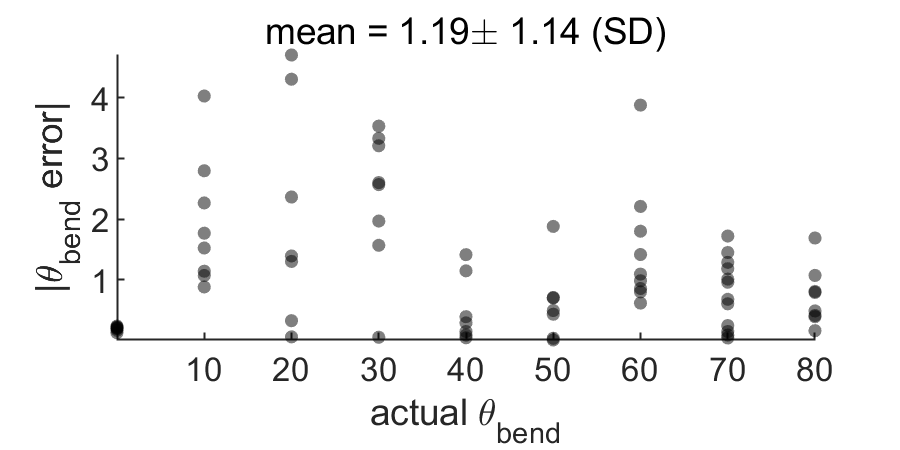 mean = 1.19± 1.14 (SD)
|θbend error|
4
3
2
1
10 20 30 40 50 60 70 80
actual θbend